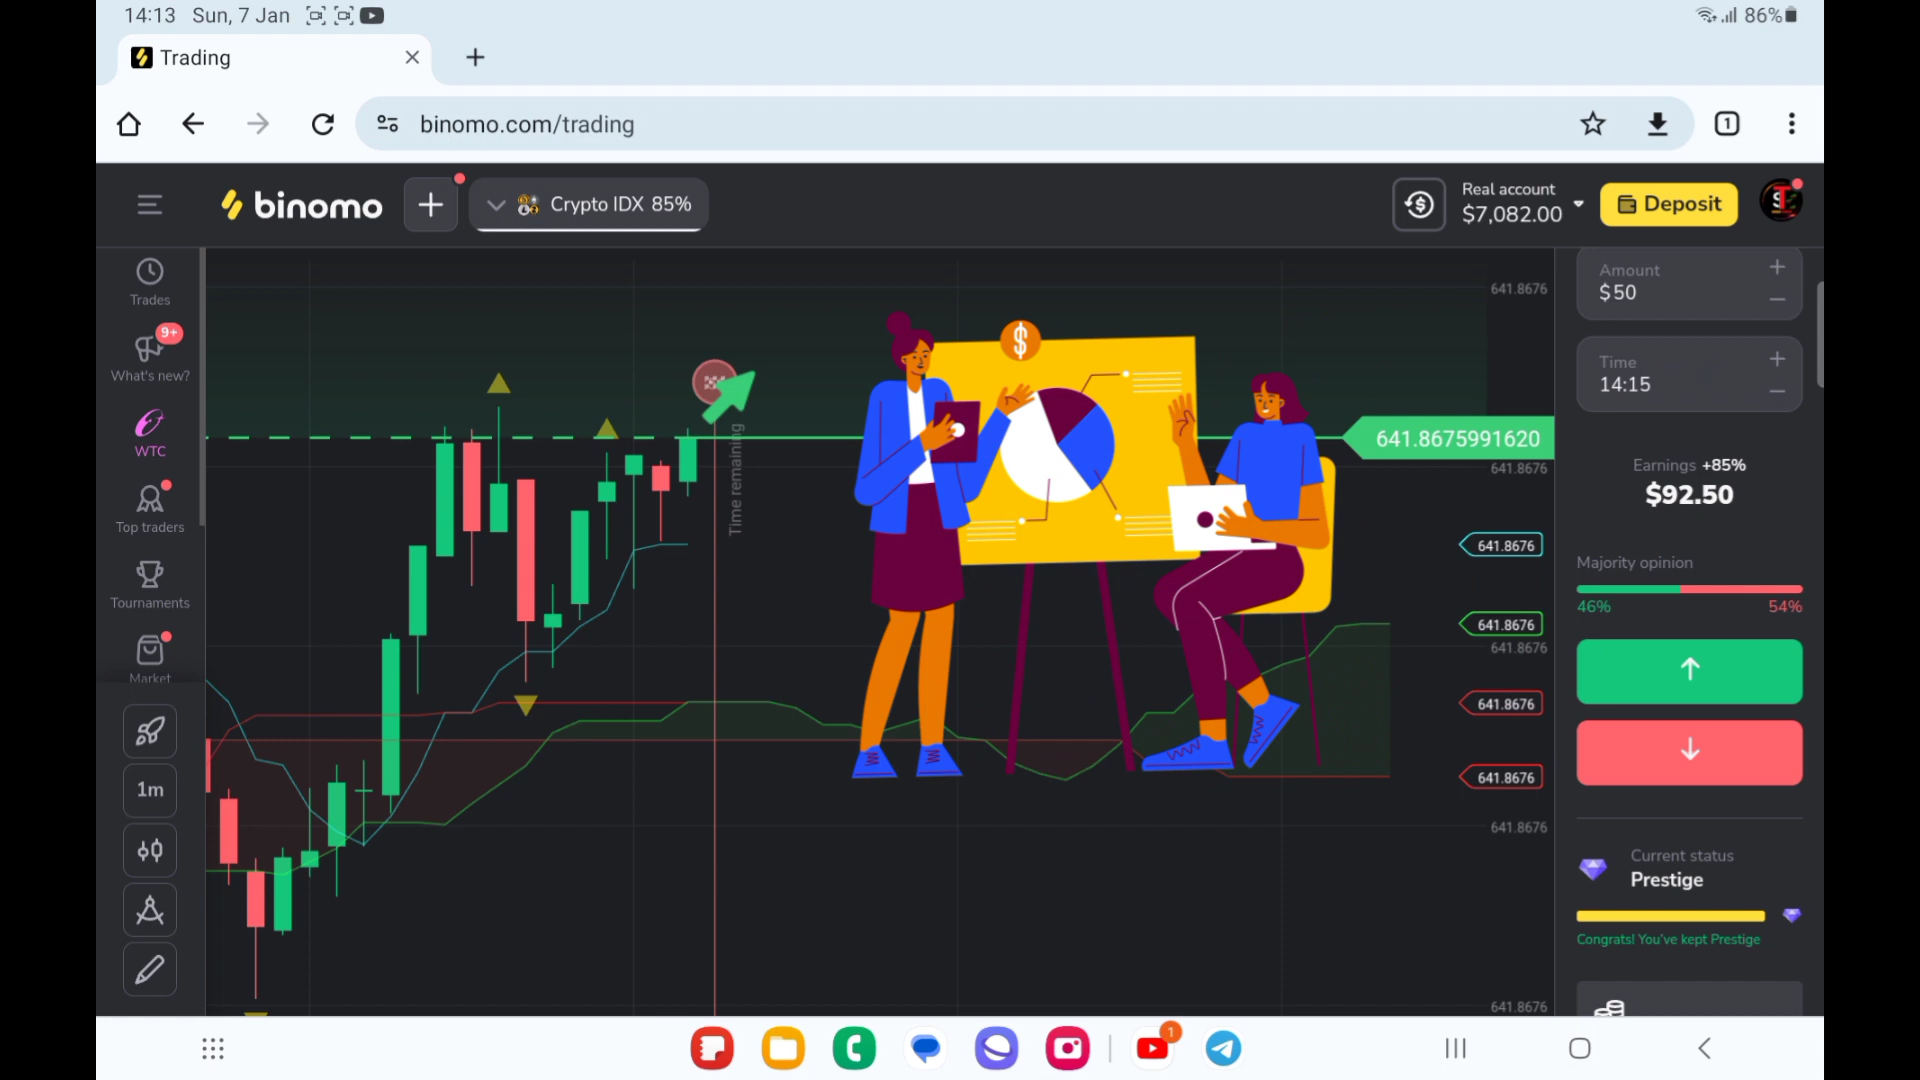 14:13 Sun, 7 Jan
86%
Trading
binomo.com/trading
1
binomo
Crypto IDX 85%
Real account
$7,082.00
Deposit
Trades
9+
What's new?
WTC
Top traders
Tournaments
Market
1m
Time remaining
$
641.8676
641.8675991620
641.8676
641.8676
641.8676
641.8676
641.8676
641.8676
641.8676
641.8676
Amount
$50
Time
14:15
Earnings +85%
$92.50
Majority opinion
46% 54%
Current status
Prestige
Congrats! You've kept Prestige
1